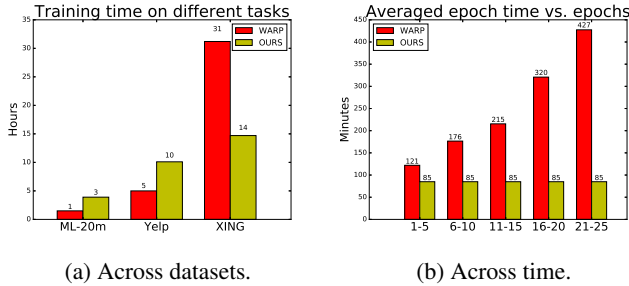 Training time on different tasks
35
30
25
20
15
10
5
0
Hours
WARP
OURS
1
3
5
10
31
14
ML-20m Yelp XING
(a) Across datasets.
Averaged epoch time vs. epochs
450
400
350
300
250
200
150
100
50
0
Minutes
WARP
OURS
121
85
176
85
215
85
320
85
427
85
1-5 6-10 11-15 16-20 21-25
(b) Across time.